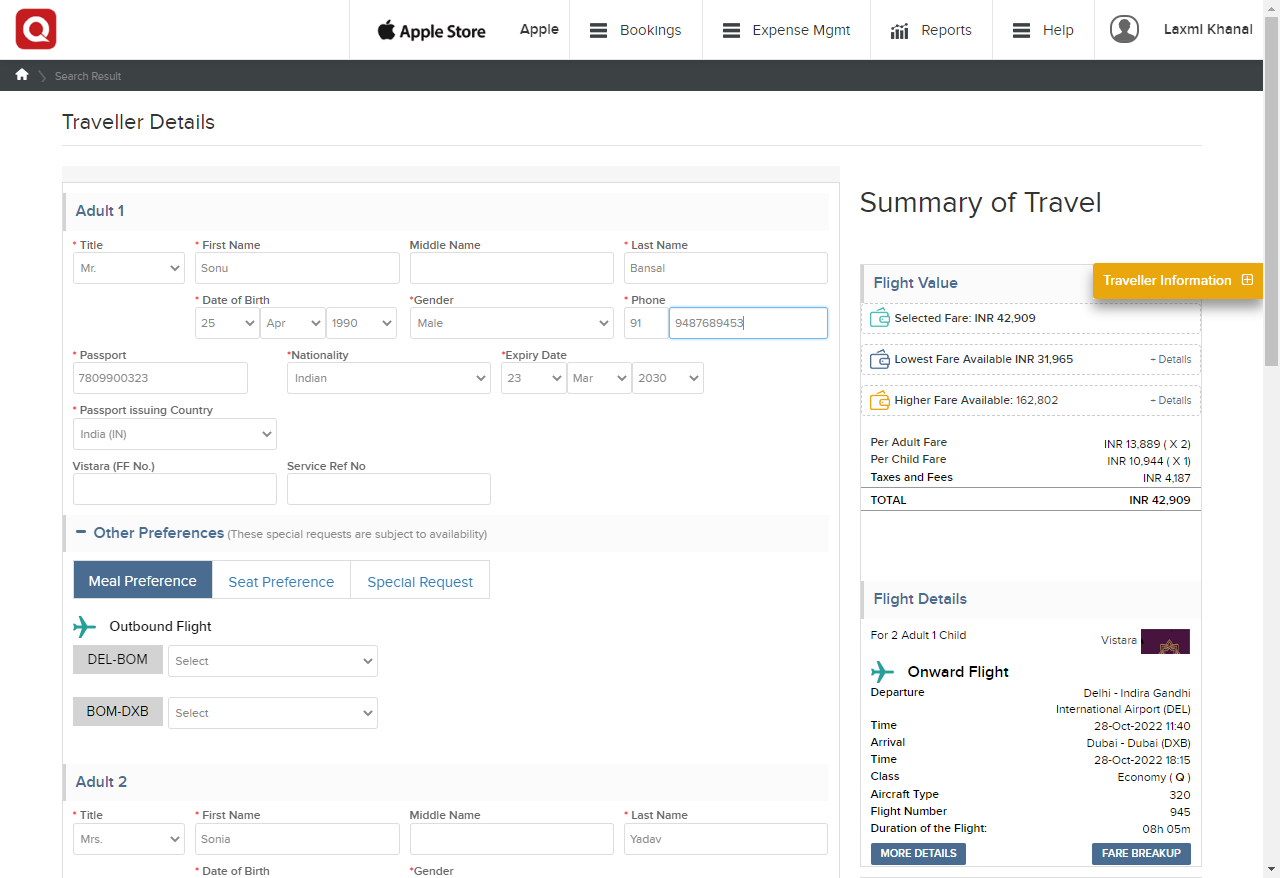 Apple Store
Apple
Bookings
Expense Mgmt
Reports
Help
Laxmi Khanal
Search Result
Traveller Details
Adult 1
* Title
* First Name
Middle Name
* Last Name
Mr.
Sonu
Bansal
* Date of Birth
*Gender
* Phone
25
Apr
1990
Male
91
9487689453
* Passport
*Nationality
*Expiry Date
7809900323
Indian
23
Mar
2030
* Passport issuing Country
India (IN)
Vistara (FF No.)
Service Ref No
Other Preferences (These special requests are subject to availability)
Meal Preference
Seat Preference
Special Request
Outbound Flight
DEL-BOM
Select
BOM-DXB
Select
Adult 2
* Title
* First Name
Middle Name
* Last Name
Mrs.
Sonia
Yadav
* Date of Birth
*Gender
Summary of Travel
Flight Value
Traveller Information
Selected Fare: INR 42,909
Lowest Fare Available INR 31,965
+ Details
Higher Fare Available: 162,802
+ Details
Per Adult Fare
INR 13,889 ( X 2)
Per Child Fare
INR 10,944 ( X 1)
Taxes and Fees
INR 4,187
TOTAL
INR 42,909
Flight Details
For 2 Adult 1 Child
Vistara
Onward Flight
Departure
Delhi - Indira Gandhi
International Airport (DEL)
Time
28-Oct-2022 11:40
Arrival
Dubai - Dubai (DXB)
Time
28-Oct-2022 18:15
Class
Economy ( Q )
Aircraft Type
320
Flight Number
945
Duration of the Flight:
08h 05m
MORE DETAILS
FARE BREAKUP